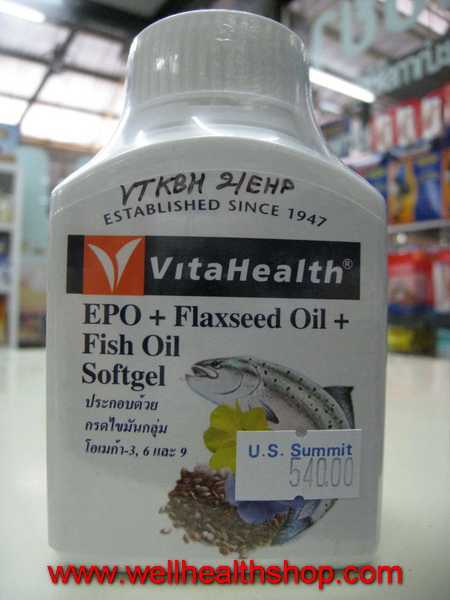 VTKBH 2/EHP
ESTABLISHED SINCE 1947
VitaHealth®
EPO + Flaxseed Oil +
Fish Oil
Softgel
ประกอบด้วย
กรดไขมันกลุ่ม
โอเมก้า-3, 6 และ 9
U.S. Summit
540.00
www.wellhealthshop.com